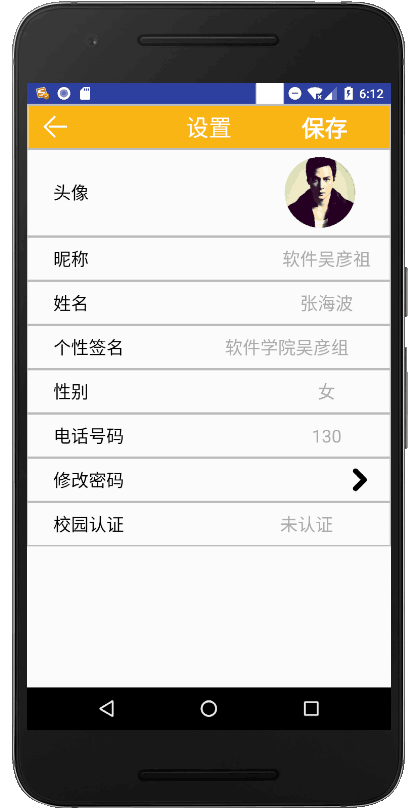 6:12
设置 保存
头像
昵称 软件吴彦祖
姓名 张海波
个性签名 软件学院吴彦组
性别 女
电话号码 130
修改密码
校园认证 未认证